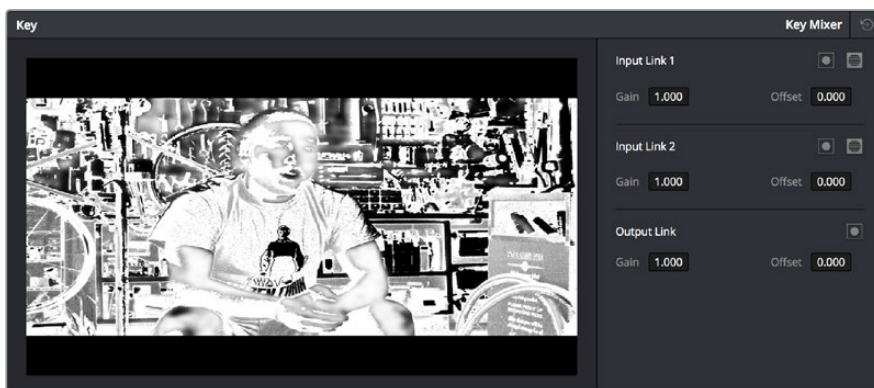 Key
Key Mixer
Input Link 1
Gain 1.000 Offset 0.000
Input Link 2
Gain 1.000 Offset 0.000
Output Link
Gain 1.000 Offset 0.000